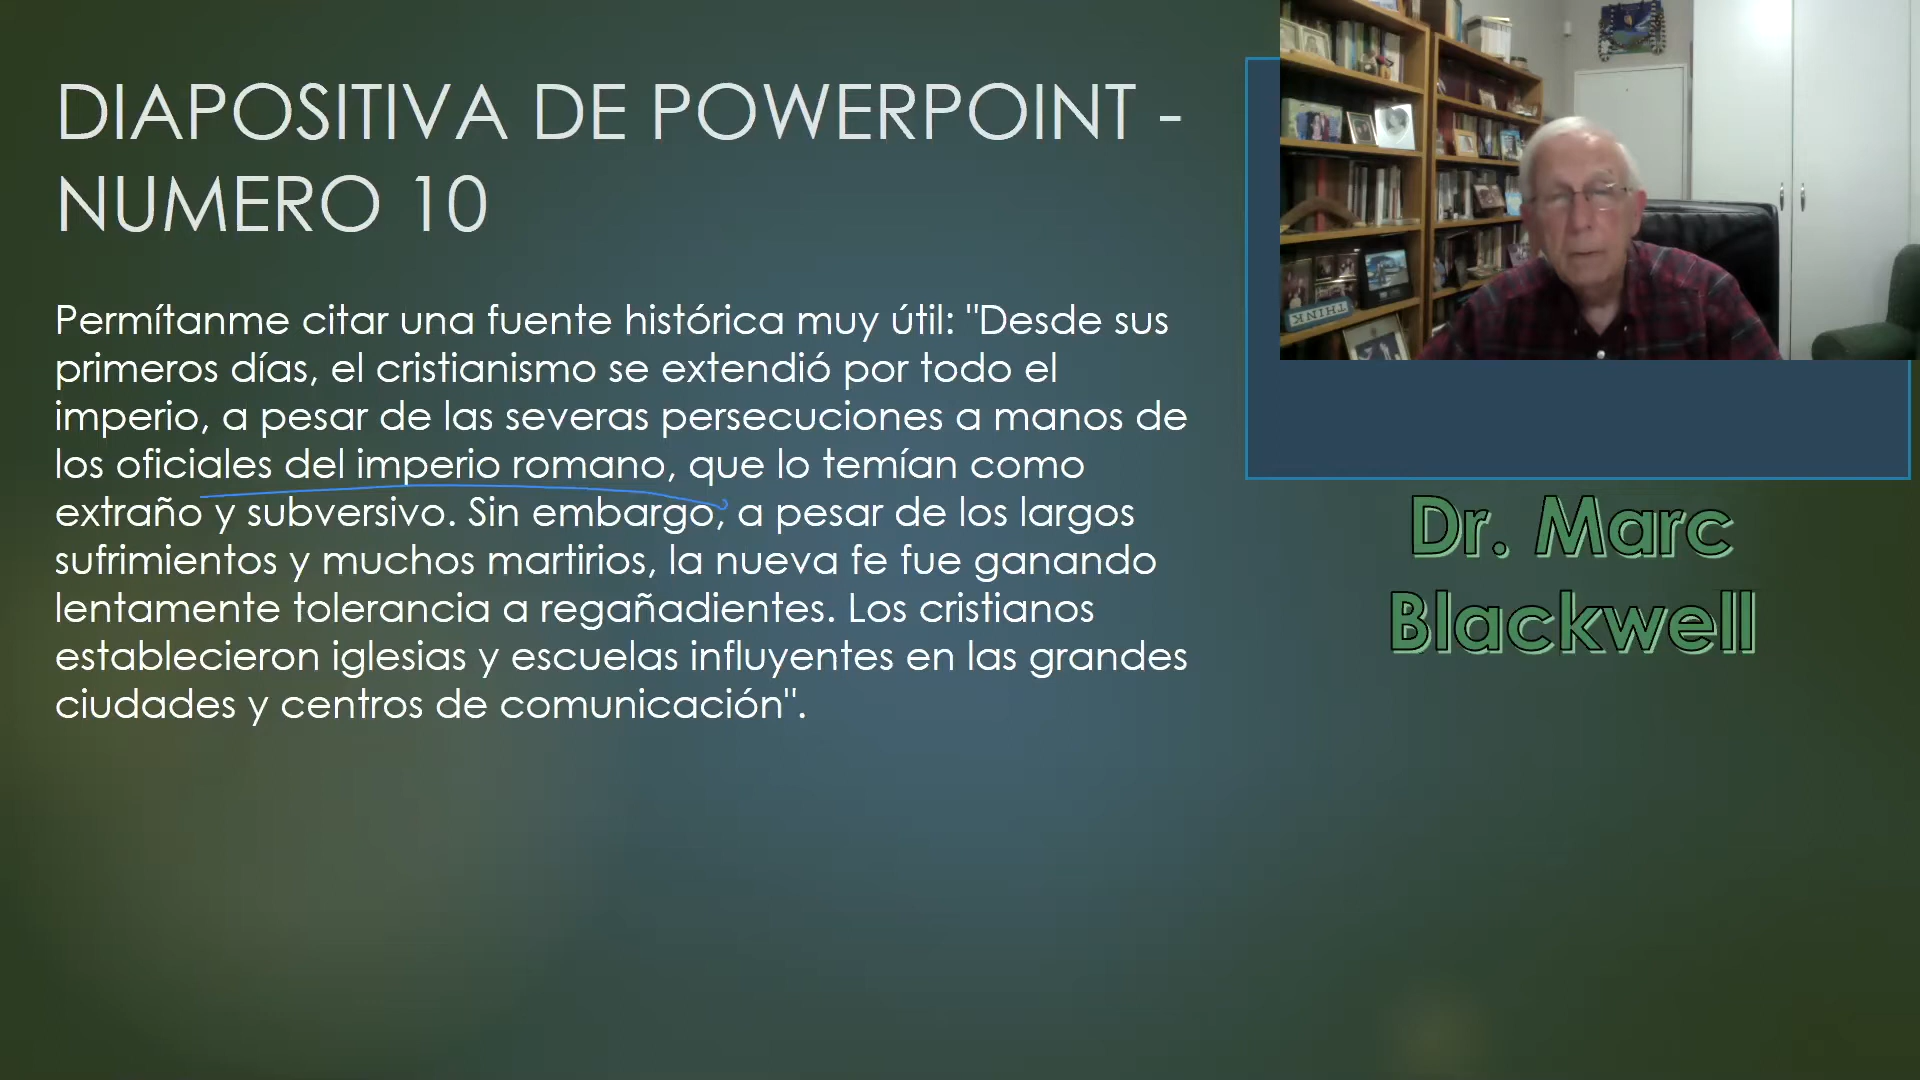 DIAPOSITIVA DE POWERPOINT -
NUMERO 10
Permítanme citar una fuente histórica muy útil: "Desde sus
primeros días, el cristianismo se extendió por todo el
imperio, a pesar de las severas persecuciones a manos de
los oficiales del imperio romano, que lo temían como
extraño y subversivo. Sin embargo, a pesar de los largos
sufrimientos y muchos martirios, la nueva fe fue ganando
lentamente tolerancia a regañadientes. Los cristianos
establecieron iglesias y escuelas influyentes en las grandes
ciudades y centros de comunicación".
THINK
Dr. Marc
Blackwell